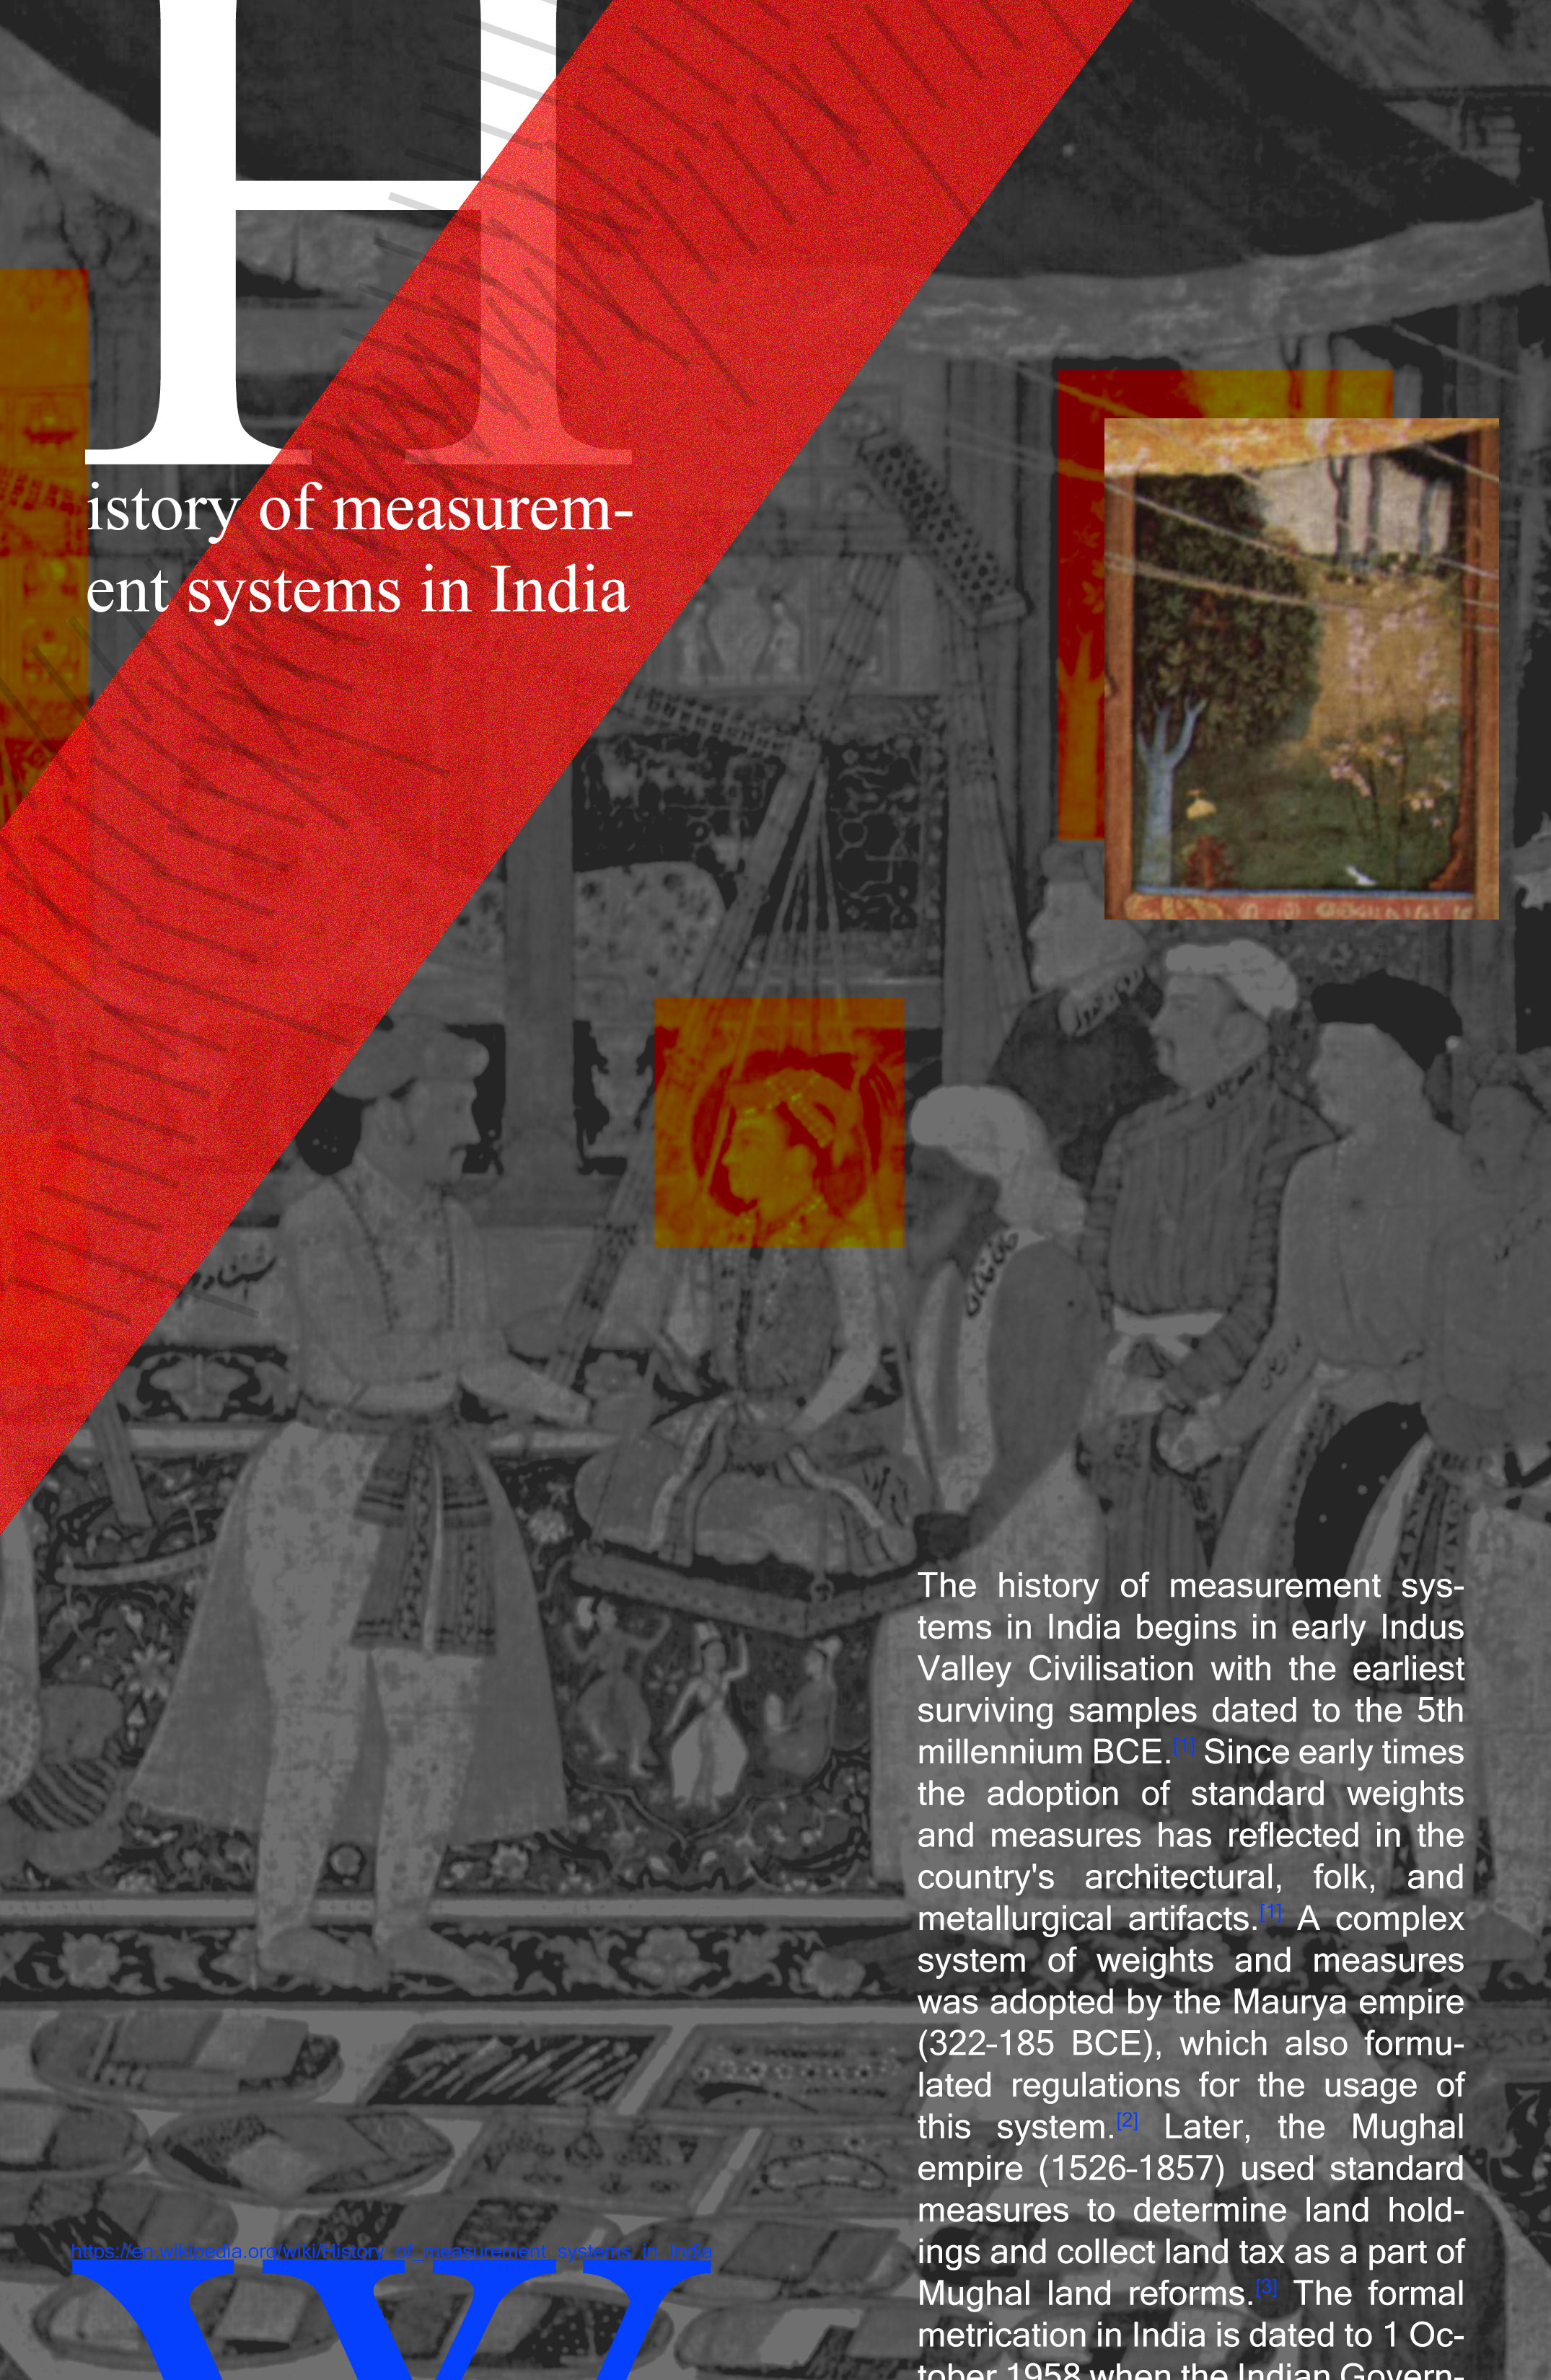 H
istory of measurem-
ent systems in India
The history of measurement sys-
tems in India begins in early Indus
Valley Civilisation with the earliest
surviving samples dated to the 5th
millennium BCE.[1] Since early times
the adoption of standard weights
and measures has reflected in the
country's architectural, folk, and
metallurgical artifacts.[1] A complex
system of weights and measures
was adopted by the Maurya empire
(322–185 BCE), which also formu-
lated regulations for the usage of
this system.[2] Later, the Mughal
empire (1526–1857) used standard
measures to determine land hold-
ings and collect land tax as a part of
Mughal land reforms.[3] The formal
metrication in India is dated to 1 Oc-
tober 1958 when the Indian Govern-
https://en.wikipedia.org/wiki/History_of_measurement_systems_in_India
W